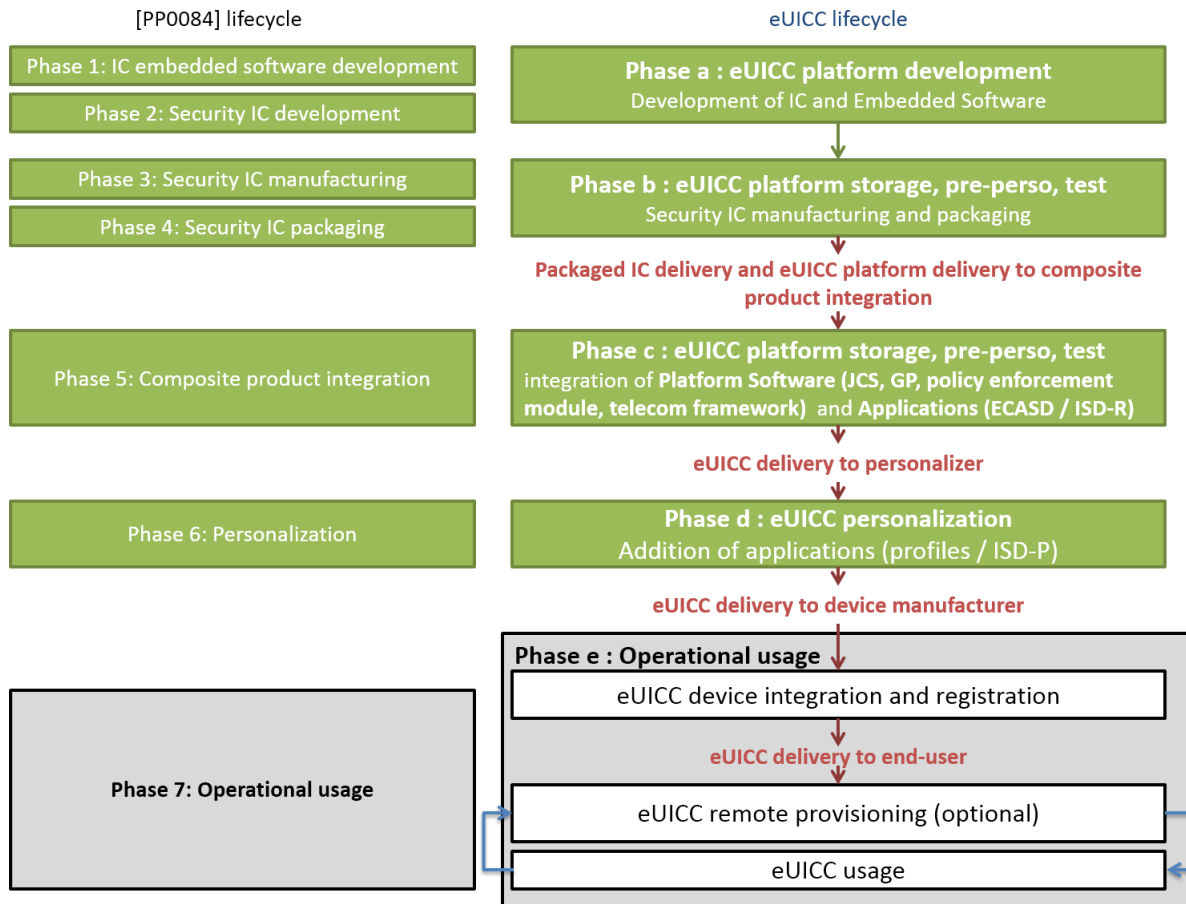 [PP0084] lifecycle
eUICC lifecycle
Phase 1: IC embedded software development
Phase 2: Security IC development
Phase a : eUICC platform development
Development of IC and Embedded Software
Phase 3: Security IC manufacturing
Phase 4: Security IC packaging
Phase b : eUICC platform storage, pre-perso, test
Security IC manufacturing and packaging
Packaged IC delivery and eUICC platform delivery to composite
product integration
Phase 5: Composite product integration
Phase c : eUICC platform storage, pre-perso, test
integration of Platform Software (JCS, GP, policy enforcement
module, telecom framework) and Applications (ECASD / ISD-R)
eUICC delivery to personalizer
Phase 6: Personalization
Phase d : eUICC personalization
Addition of applications (profiles / ISD-P)
eUICC delivery to device manufacturer
Phase 7: Operational usage
Phase e : Operational usage
eUICC device integration and registration
eUICC delivery to end-user
eUICC remote provisioning (optional)
eUICC usage